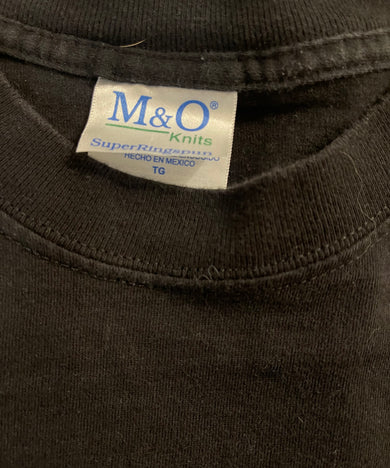 M&O®
Knits
SuperRingspun
HECHO EN MEXICO
TG